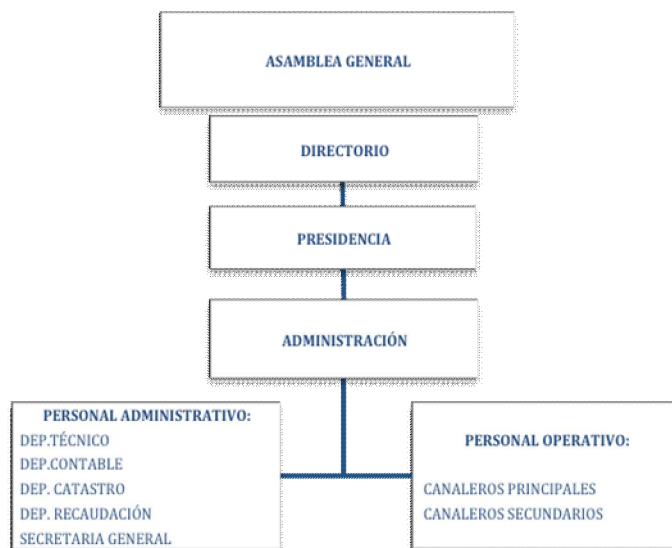 ASAMBLEA GENERAL
DIRECTORIO
PRESIDENCIA
ADMINISTRACIÓN
PERSONAL ADMINISTRATIVO:
DEP.TÉCNICO
DEP.CONTABLE
DEP. CATASTRO
DEP. RECAUDACIÓN
SECRETARIA GENERAL
PERSONAL OPERATIVO:
CANALEROS PRINCIPALES
CANALEROS SECUNDARIOS